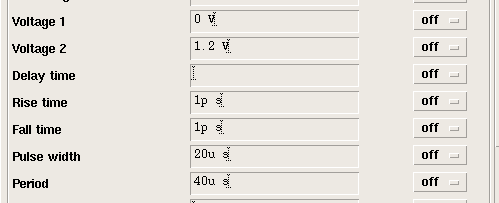 Voltage 1 0 V off
Voltage 2 1.2 V off
Delay time off
Rise time 1p s off
Fall time 1p s off
Pulse width 20u s off
Period 40u s off